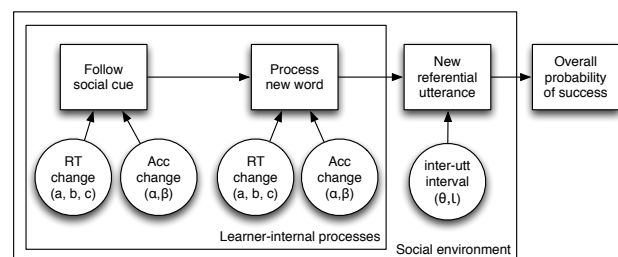 Follow
social cue
Process
new word
New
referential
utterance
Overall
probability
of success
RT
change
(a, b, c)
Acc
change
(α,β)
RT
change
(a, b, c)
Acc
change
(α,β)
inter-utt
interval
(θ,ι)
Learner-internal processes
Social environment